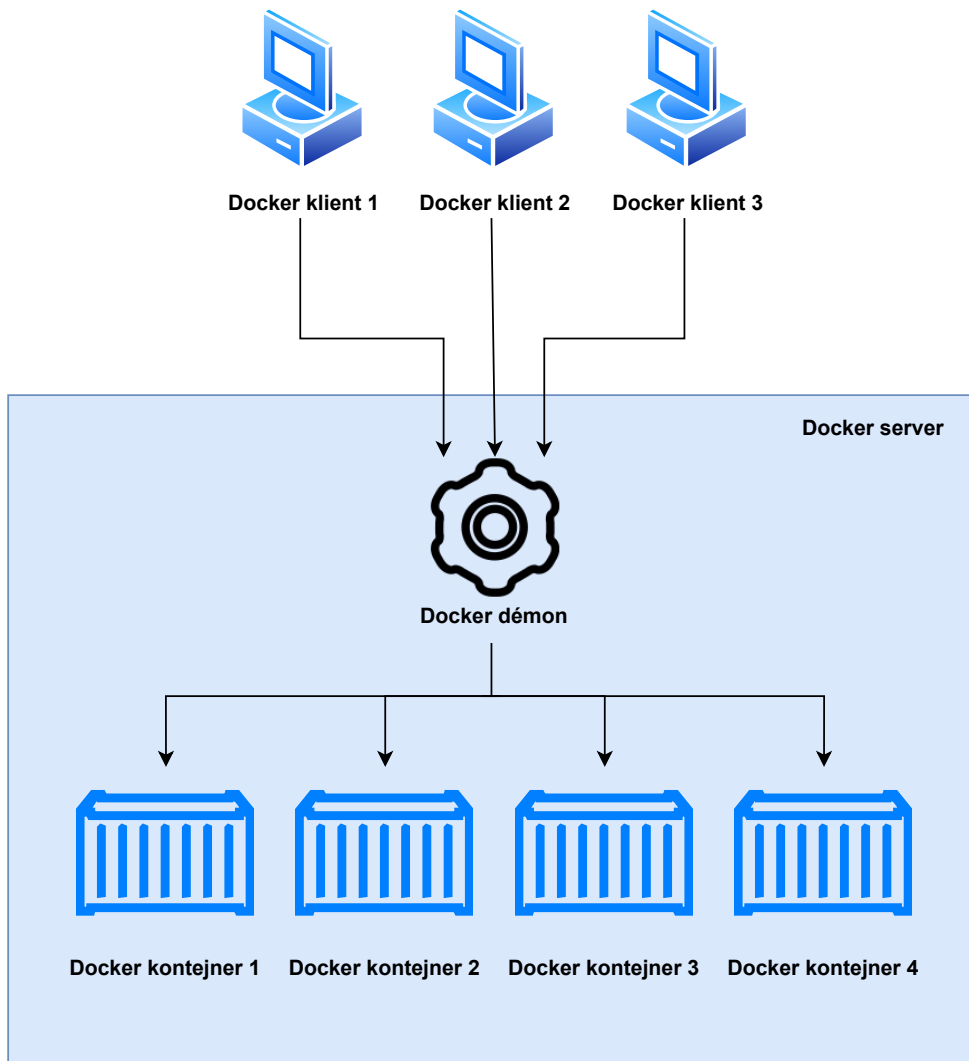 Docker klient 1
Docker klient 2
Docker klient 3
Docker server
Docker démon
Docker kontejner 1
Docker kontejner 2
Docker kontejner 3
Docker kontejner 4